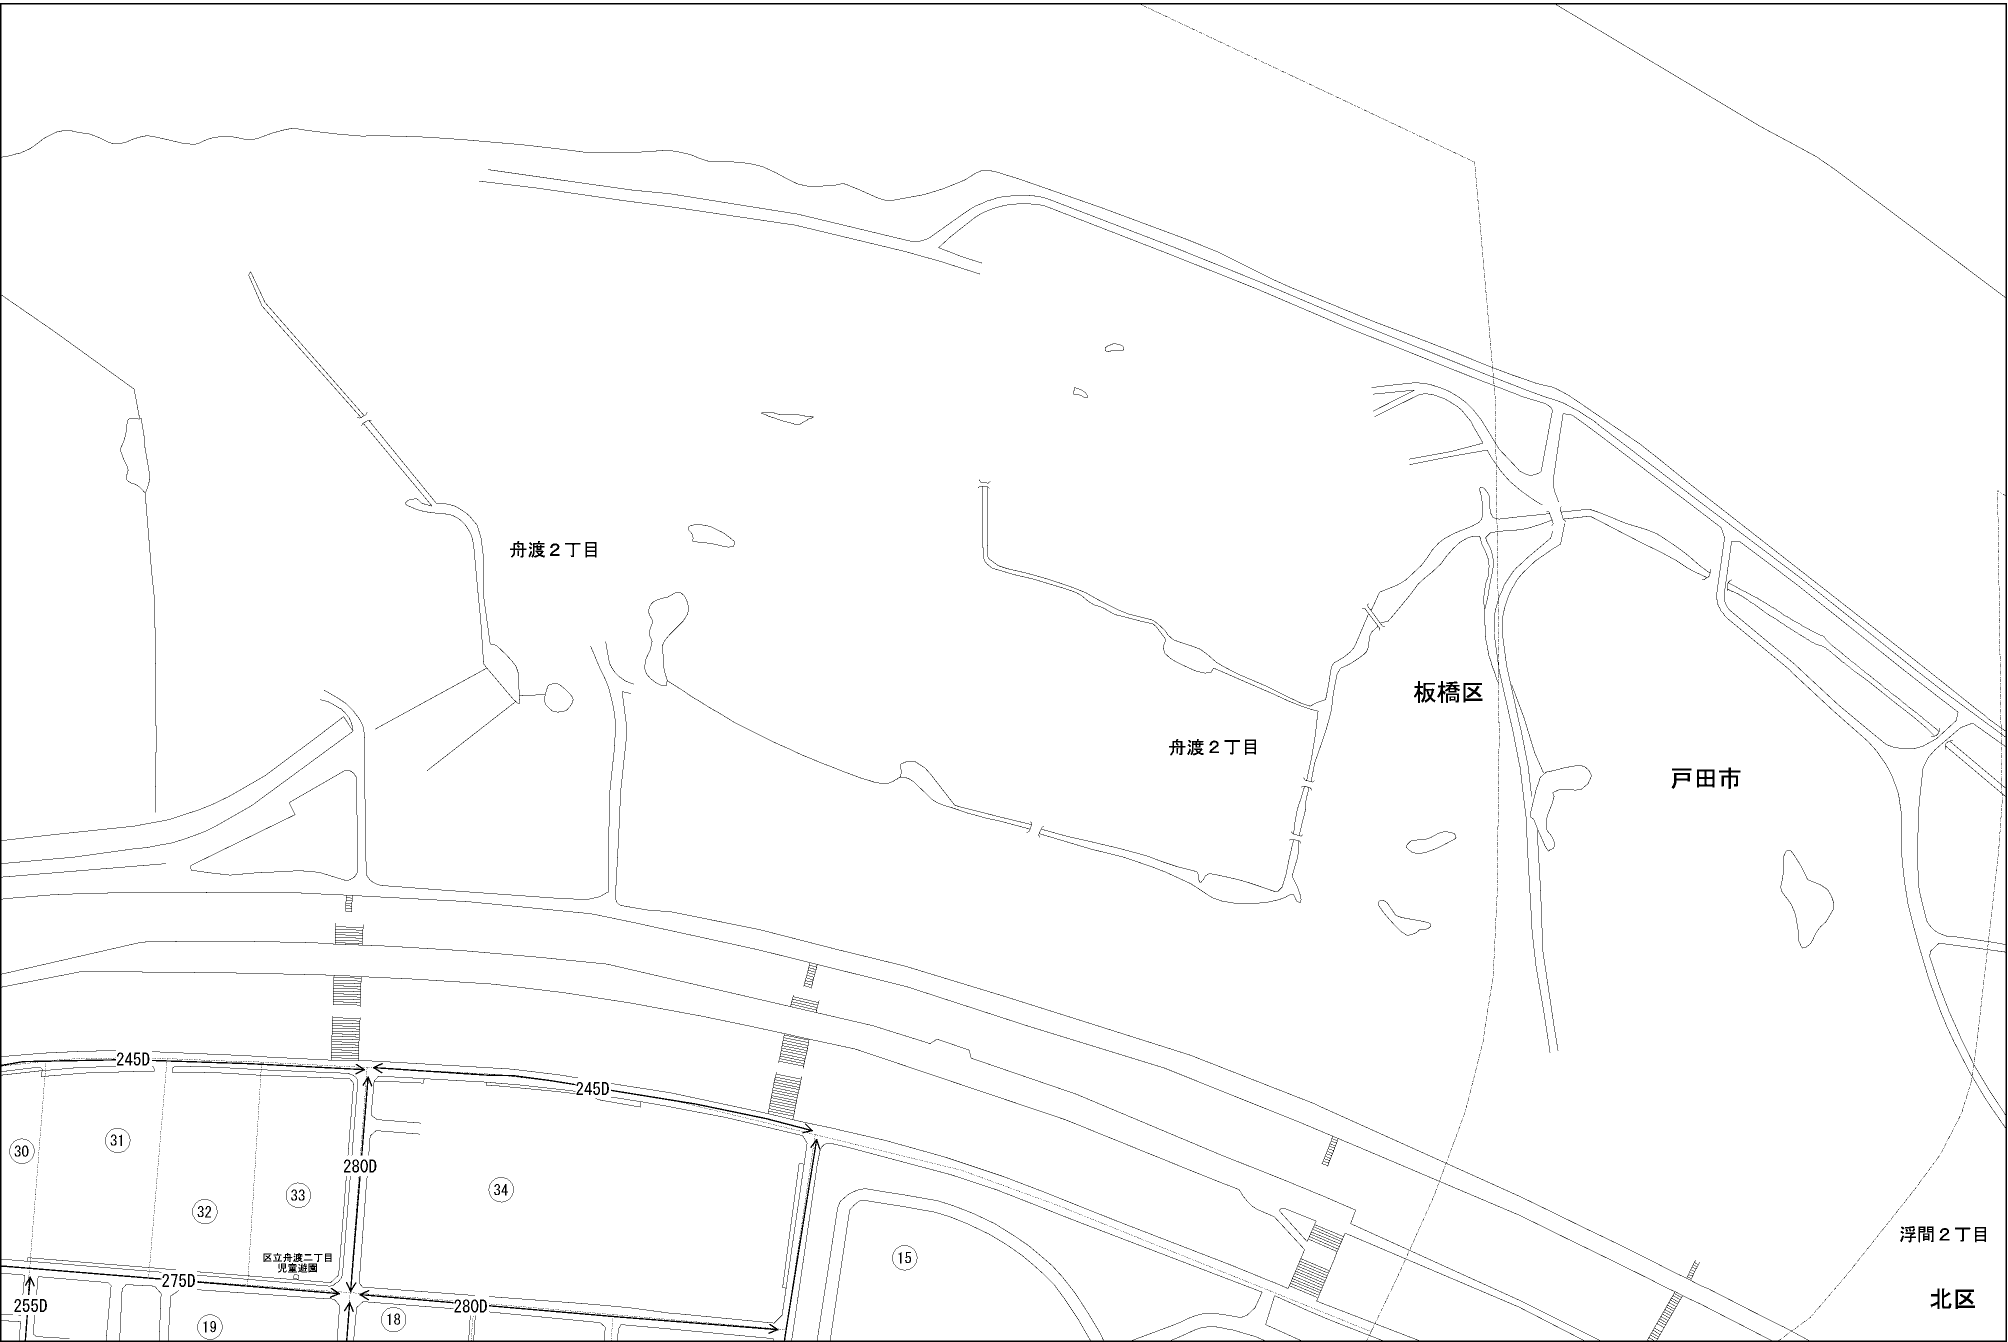 舟渡２丁目
板橋区
舟渡２丁目
戸田市
245D
245D
30
31
280D
34
33
32
浮間２丁目
区立舟渡二丁目
児童遊園
15
275D
255D
280D
北区
19
18